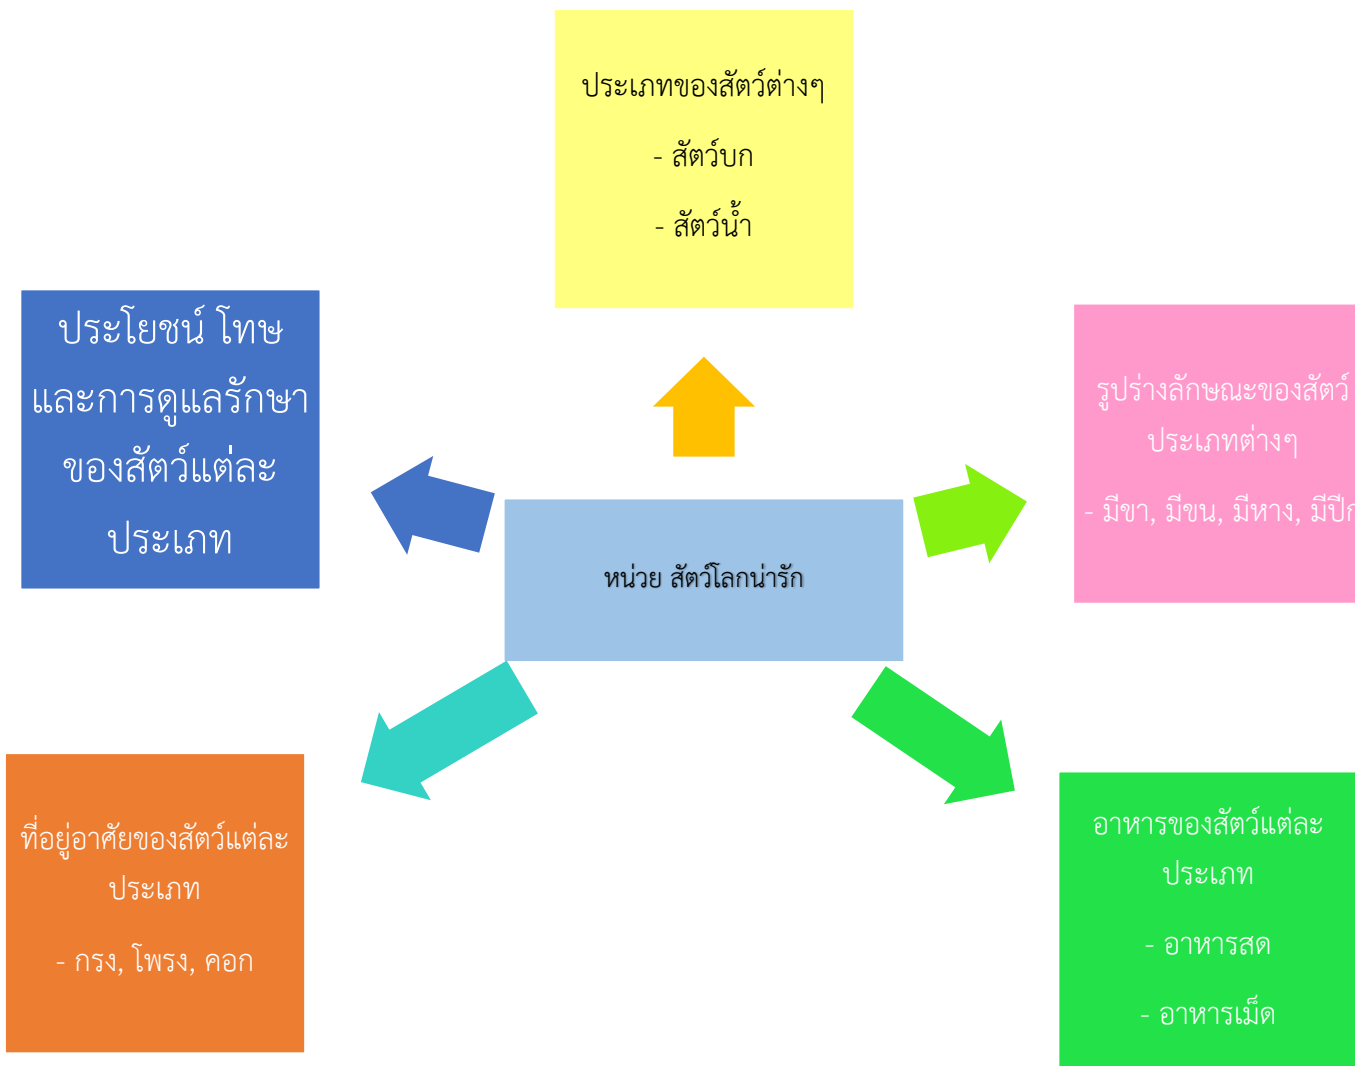 ประเภทของสัตว์ต่างๆ
- สัตว์บก
- สัตว์น้ำ
ประโยชน์ โทษ
และการดูแลรักษา
ของสัตว์แต่ละ
ประเภท
รูปร่างลักษณะของสัตว์
ประเภทต่างๆ
- มีขา, มีขน, มีหาง, มีปีก
หน่วย สัตว์โลกน่ารัก
ที่อยู่อาศัยของสัตว์แต่ละ
ประเภท
- กรง, โพรง, คอก
อาหารของสัตว์แต่ละ
ประเภท
- อาหารสด
- อาหารเม็ด